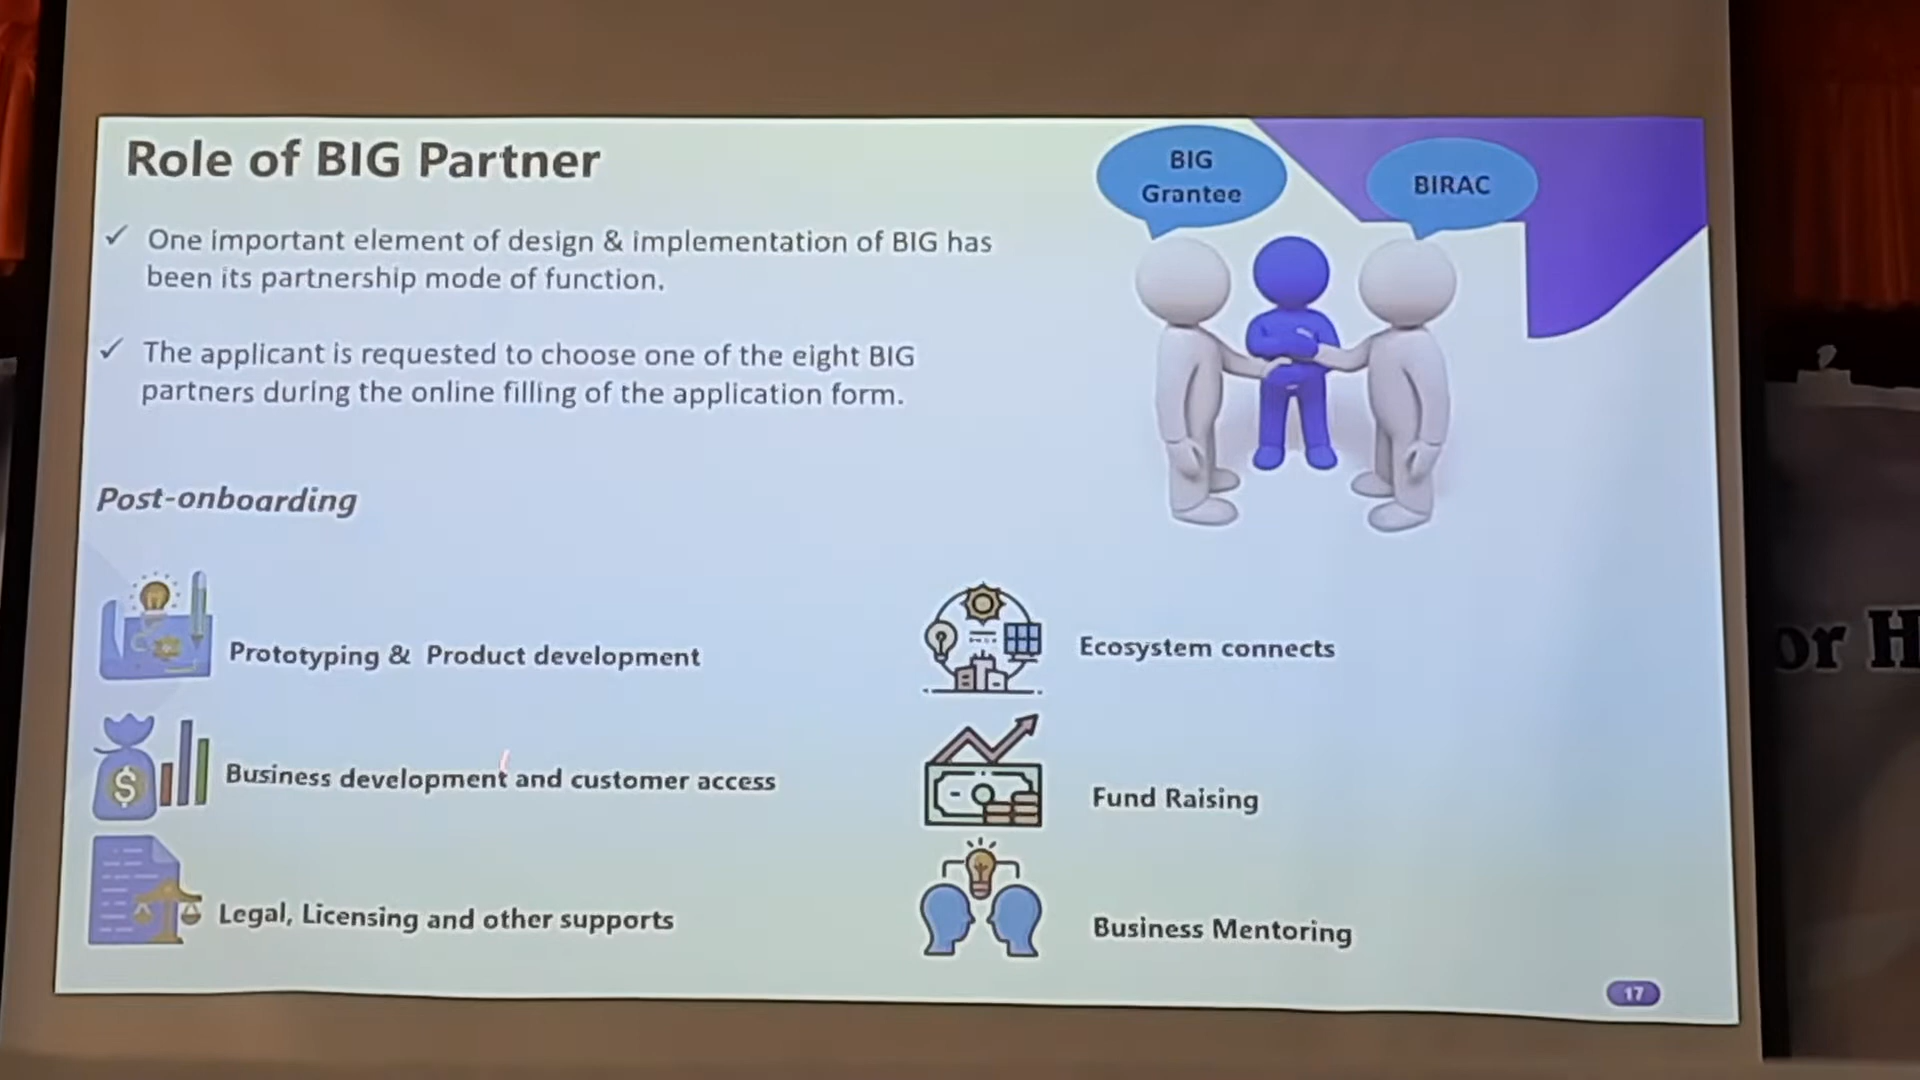 Role of BIG Partner
BIG
Grantee
BIRAC
✓ One important element of design & implementation of BIG has
been its partnership mode of function.
✓ The applicant is requested to choose one of the eight BIG
partners during the online filling of the application form.
Post-onboarding
Prototyping & Product development
Ecosystem connects
Business development and customer access
Fund Raising
Legal, Licensing and other supports
Business Mentoring
17
or H